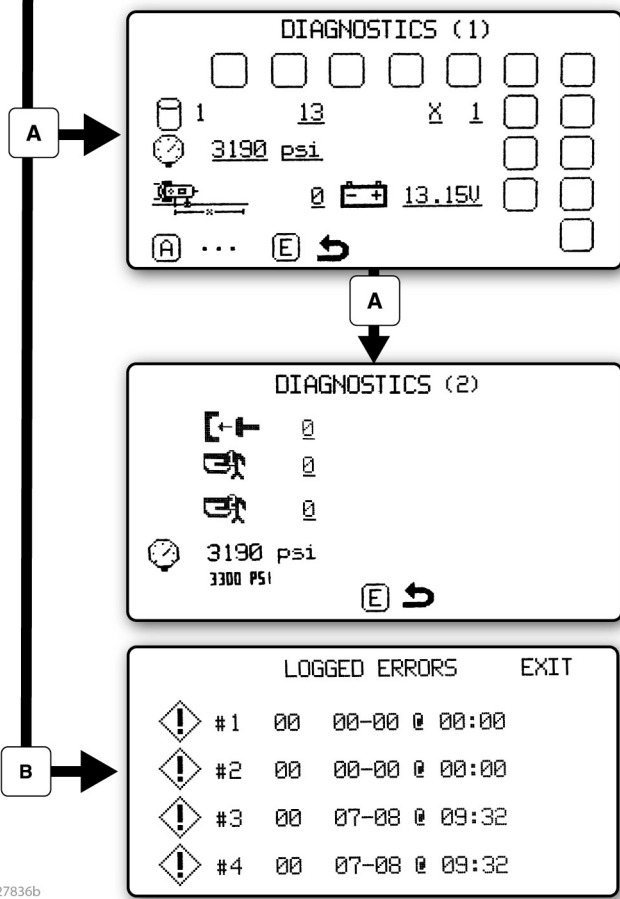 DIAGNOSTICS (1)
1 13 X 1
A
3190 psi
0 - + 13.15V
A ... E
A
DIAGNOSTICS (2)
0
0
0
3190 psi
3300 PSI
E
LOGGED ERRORS EXIT
#1 00 00-00 @ 00:00
#2 00 00-00 @ 00:00
B
#3 00 07-08 @ 09:32
#4 00 07-08 @ 09:32
27836b